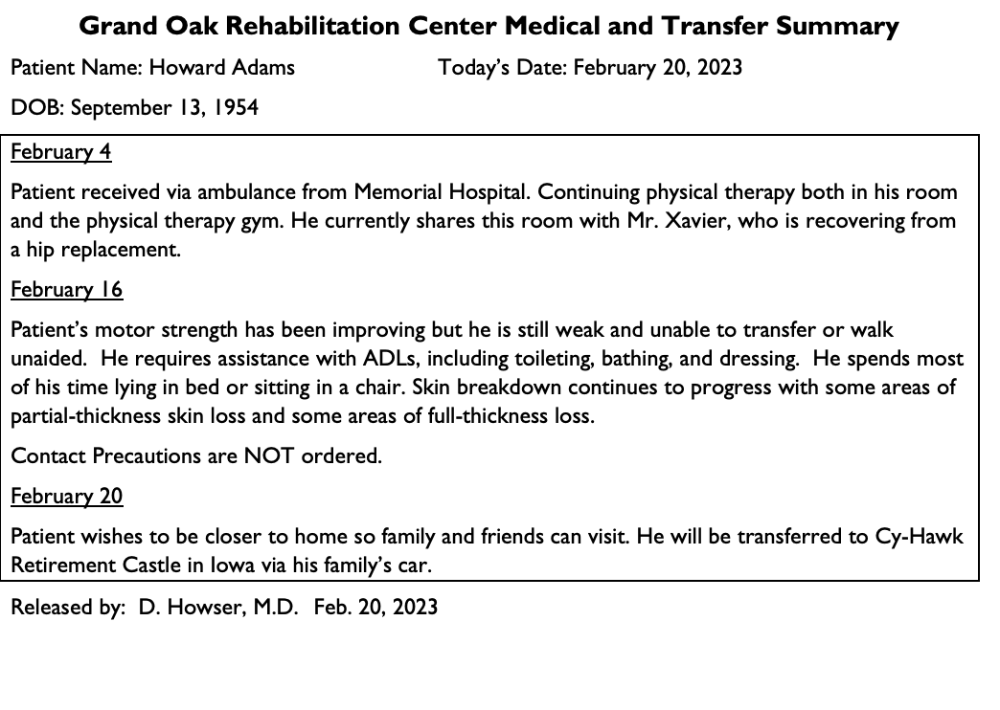 Grand Oak Rehabilitation Center Medical and Transfer Summary
Patient Name: Howard Adams Today’s Date: February 20, 2023
DOB: September 13, 1954
February 4
Patient received via ambulance from Memorial Hospital. Continuing physical therapy both in his room
and the physical therapy gym. He currently shares this room with Mr. Xavier, who is recovering from
a hip replacement.
February 16
Patient’s motor strength has been improving but he is still weak and unable to transfer or walk
unaided. He requires assistance with ADLs, including toileting, bathing, and dressing. He spends most
of his time lying in bed or sitting in a chair. Skin breakdown continues to progress with some areas of
partial-thickness skin loss and some areas of full-thickness loss.
Contact Precautions are NOT ordered.
February 20
Patient wishes to be closer to home so family and friends can visit. He will be transferred to Cy-Hawk
Retirement Castle in Iowa via his family’s car.
Released by: D. Howser, M.D. Feb. 20, 2023